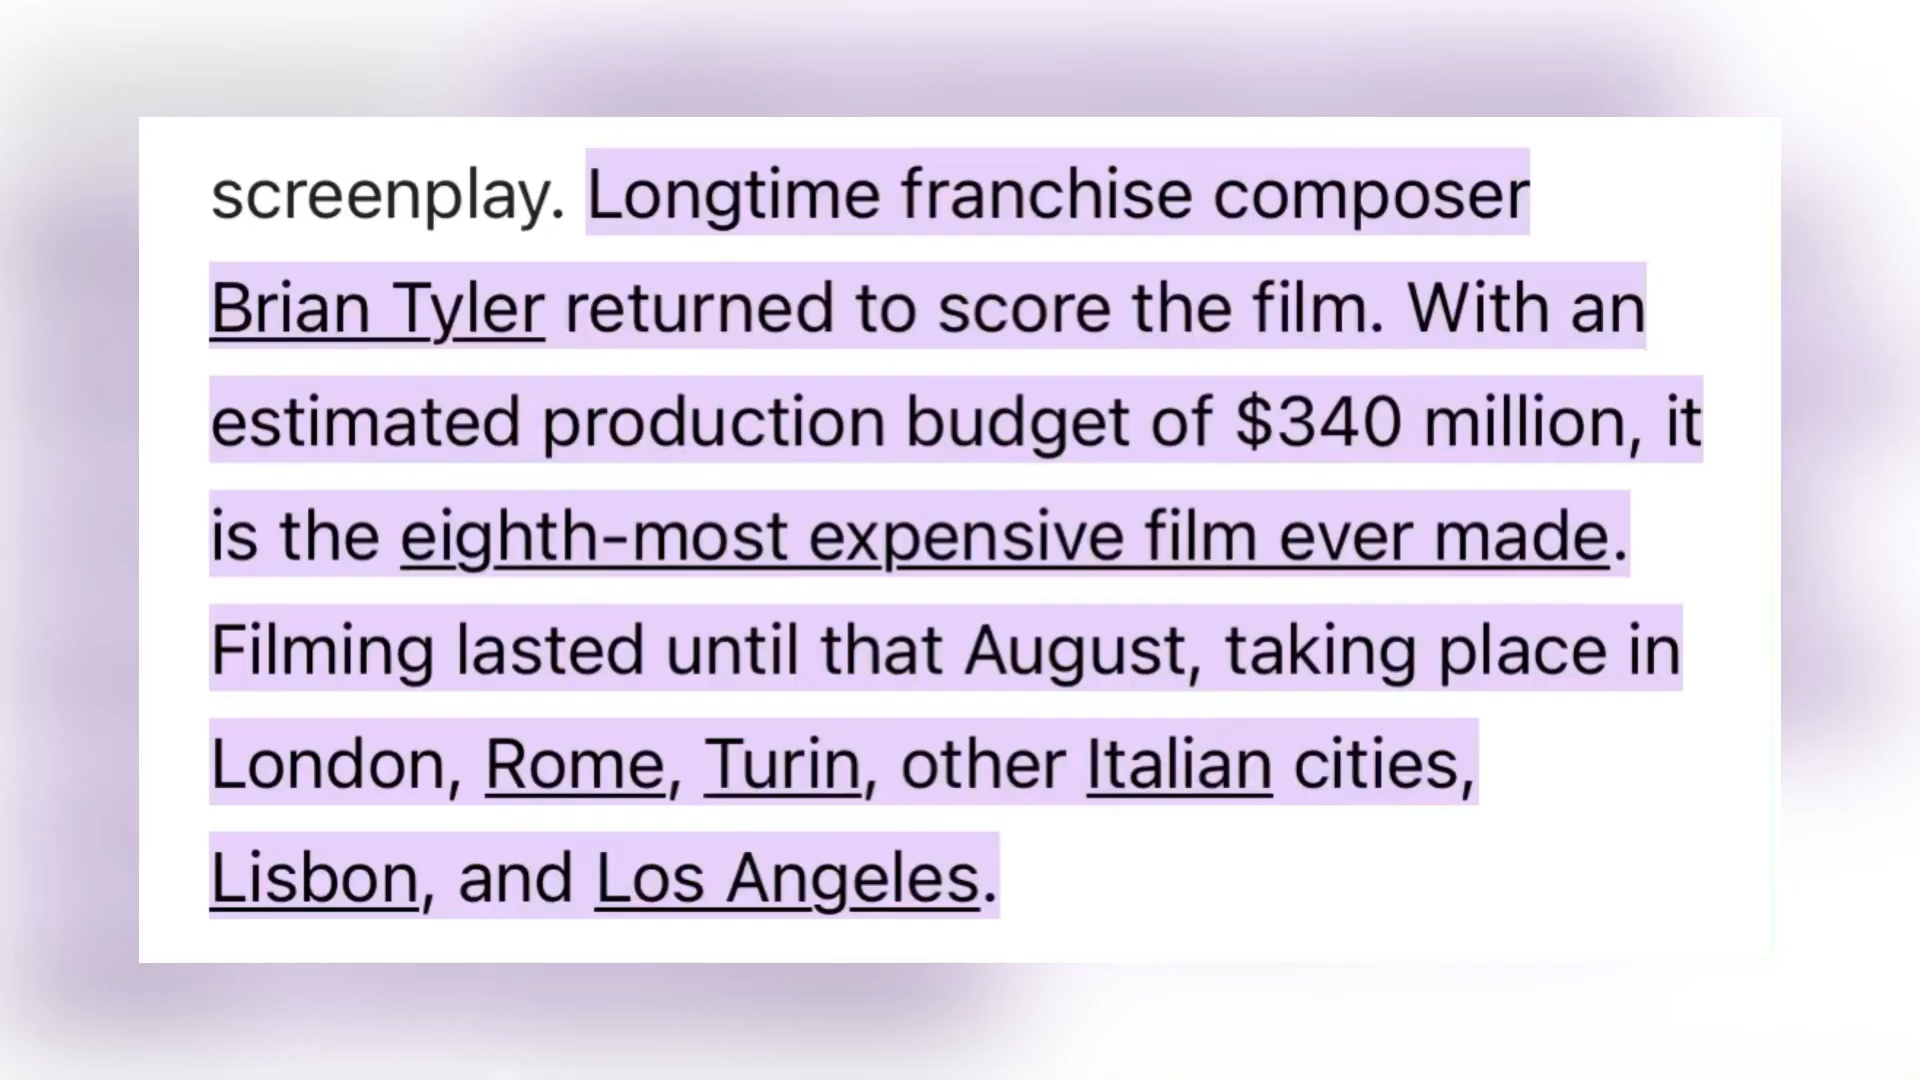 screenplay. Longtime franchise composer
Brian Tyler returned to score the film. With an
estimated production budget of $340 million, it
is the eighth-most expensive film ever made.
Filming lasted until that August, taking place in
London, Rome, Turin, other Italian cities,
Lisbon, and Los Angeles.